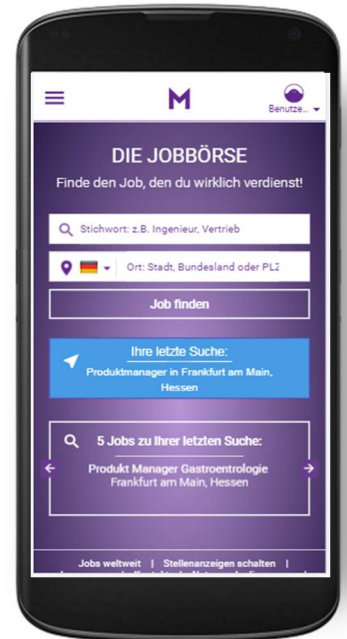 M
Benutze...
DIE JOBBÖRSE
Finde den Job, den du wirklich verdienst!
Stichwort: z.B. Ingenieur, Vertrieb
Ort: Stadt, Bundesland oder PLZ
Job finden
Ihre letzte Suche:
Produktmanager in Frankfurt am Main,
Hessen
5 Jobs zu Ihrer letzten Suche:
Produkt Manager Gastroentrologie
Frankfurt am Main, Hessen
Jobs weltweit | Stellenanzeigen schalten |